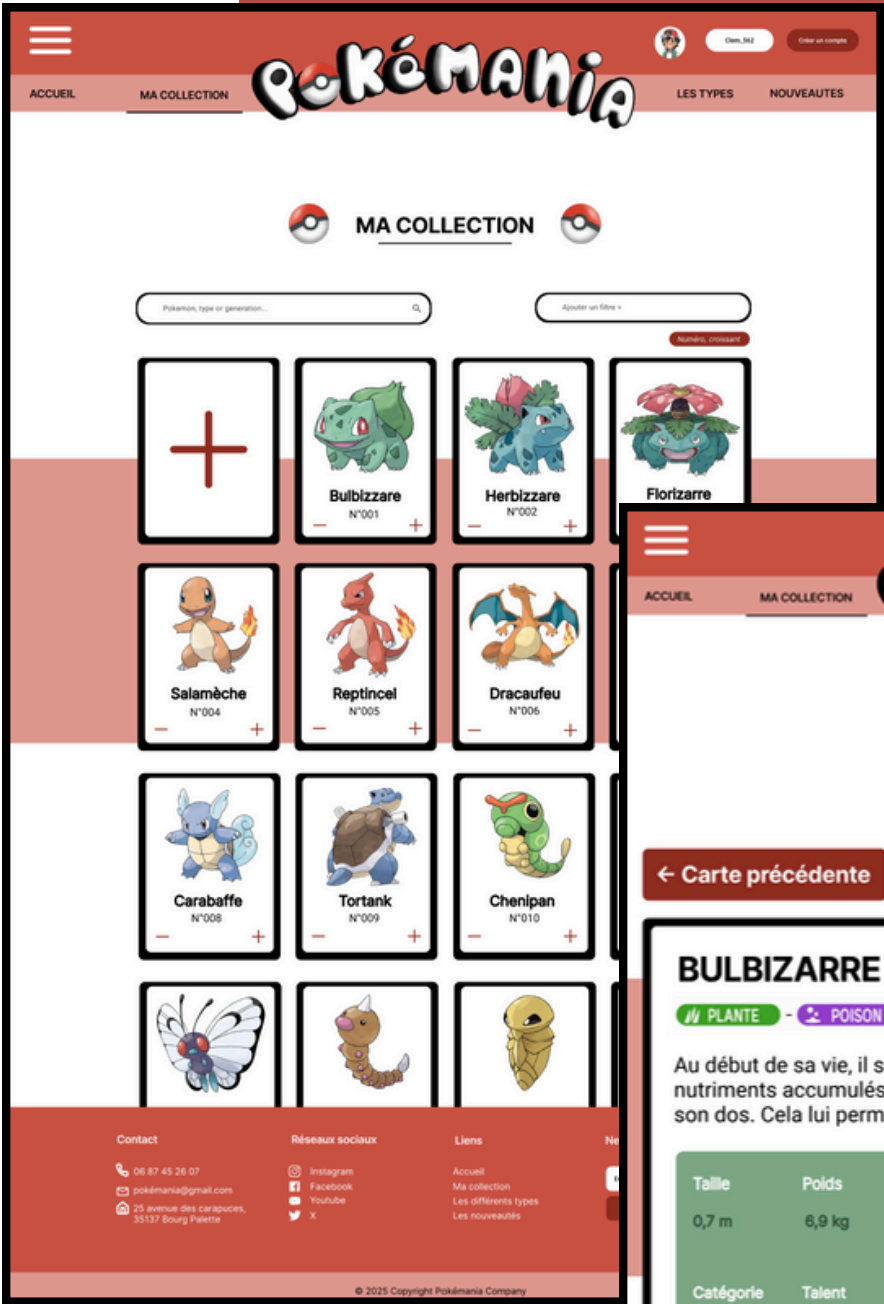 POKéMANIA
Clem_562
Créer un compte
ACCUEIL
MA COLLECTION
LES TYPES
NOUVEAUTES
MA COLLECTION
Pokemon, type or generation...
Ajouter un filtre +
Numéro, croissant
Bulbizzare
N°001
Herbizzare
N°002
Florizarre
Salamèche
N°004
Reptincel
N°005
Dracaufeu
N°006
Carabaffe
N°008
Tortank
N°009
Chenipan
N°010
Contact
06 87 45 26 07
pokémania@gmail.com
25 avenue des carapuces,
35137 Bourg Palette
Réseaux sociaux
Instagram
Facebook
Youtube
X
Liens
Accueil
Ma collection
Les différents types
Les nouveautés
Ne
© 2025 Copyright Pokémania Company
ACCUEIL
MA COLLECTION
← Carte précédente
BULBIZARRE
PLANTE - POISON
Au début de sa vie, il s
nutriments accumulés
son dos. Cela lui perm
Taille
Poids
0,7 m
6,9 kg
Catégorie
Talent